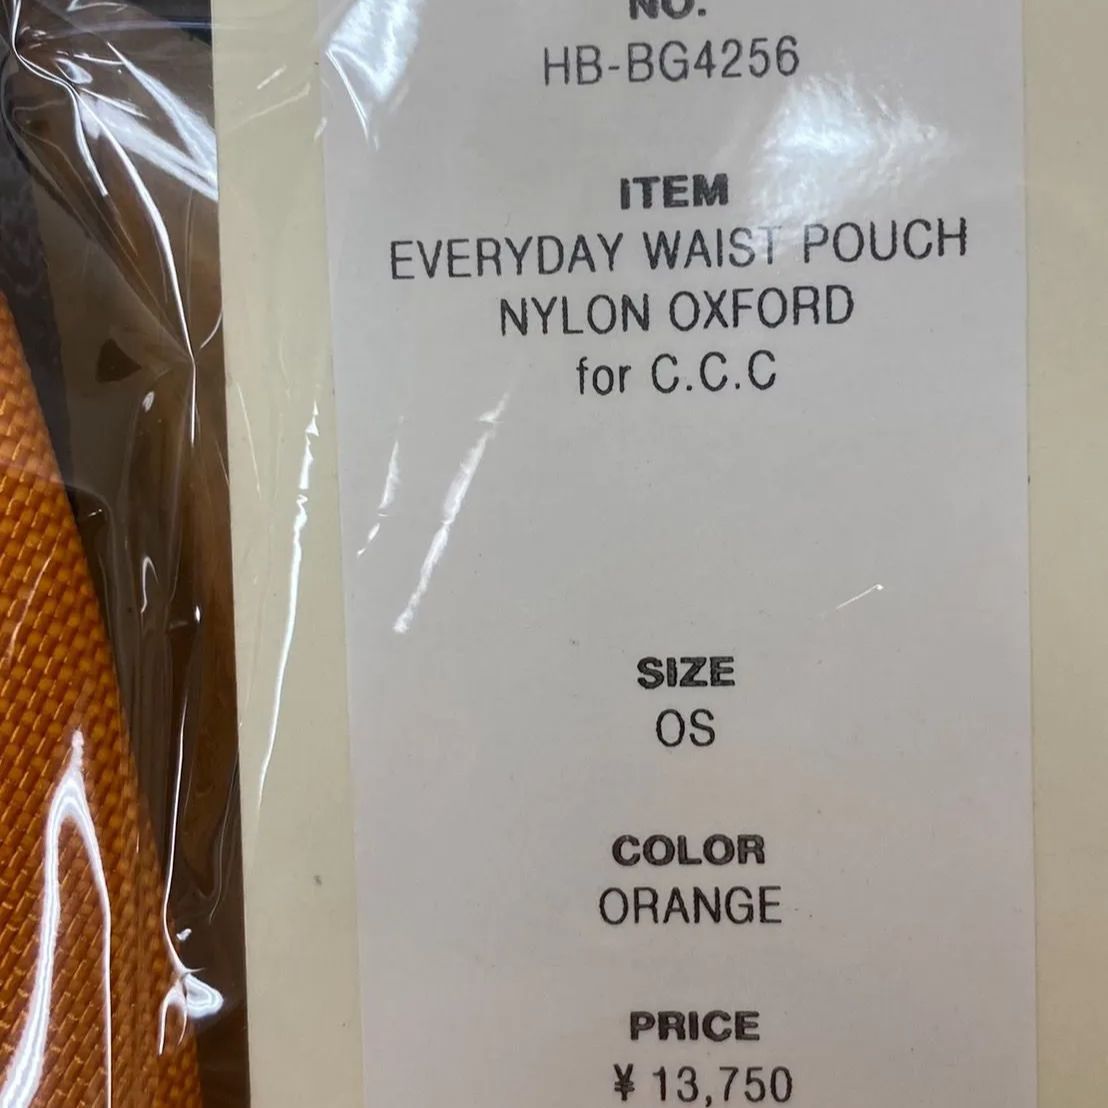 NO.
HB-BG4256
ITEM
EVERYDAY WAIST POUCH
NYLON OXFORD
for C.C.C
SIZE
OS
COLOR
ORANGE
PRICE
¥ 13,750